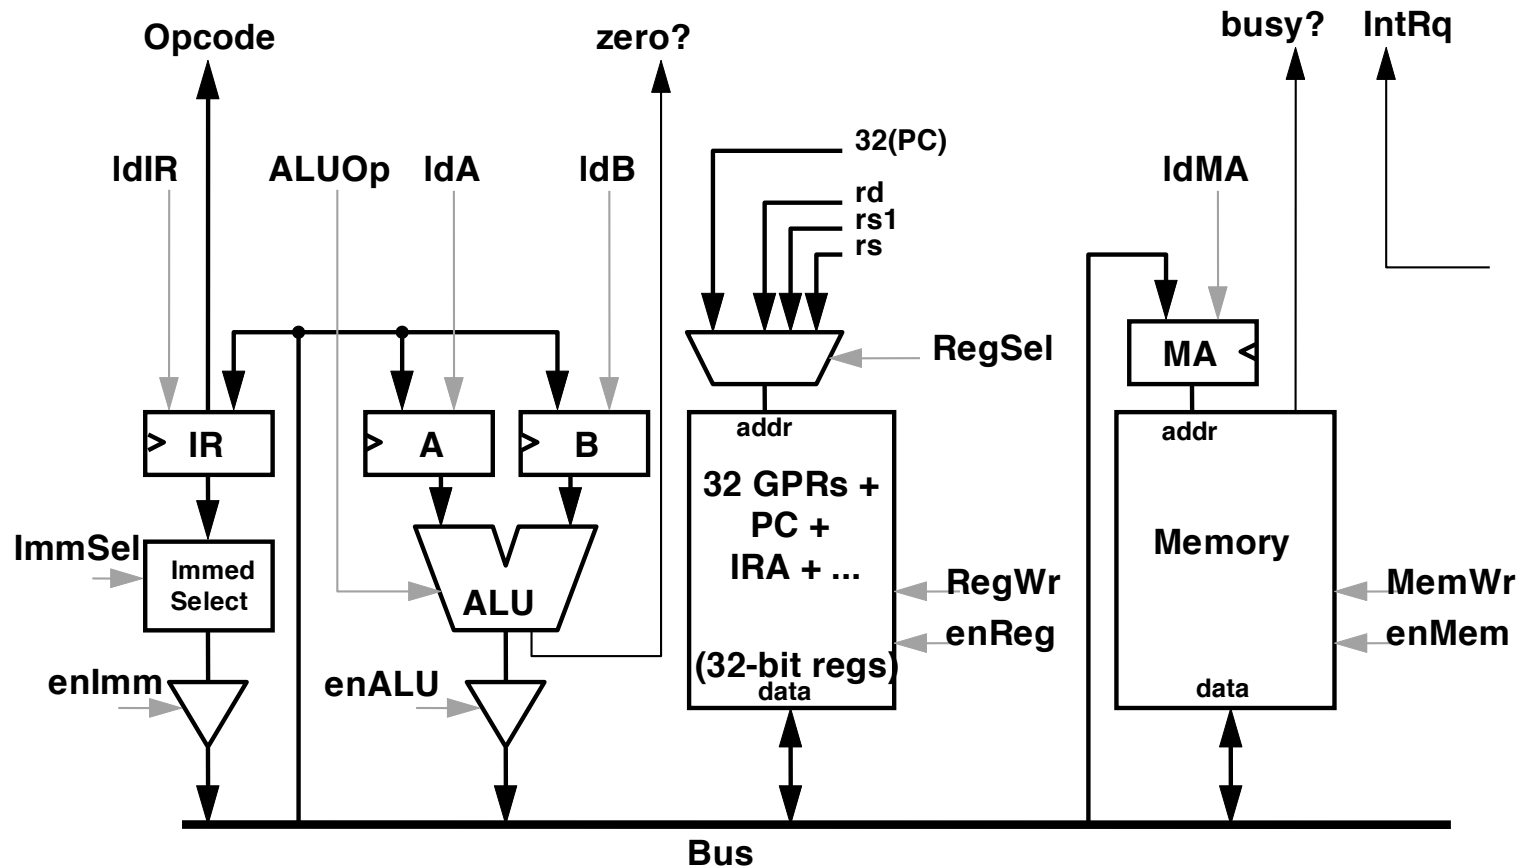 Opcode
zero?
busy?
IntRq
32(PC)
ldIR
ALUOp
ldA
ldB
rd
rs1
rs
ldMA
RegSel
MA
IR
A
B
addr
addr
32 GPRs +
PC +
IRA + ...
ImmSel
Immed
Select
Memory
ALU
RegWr
MemWr
enReg
enMem
(32-bit regs)
data
data
enImm
enALU
Bus